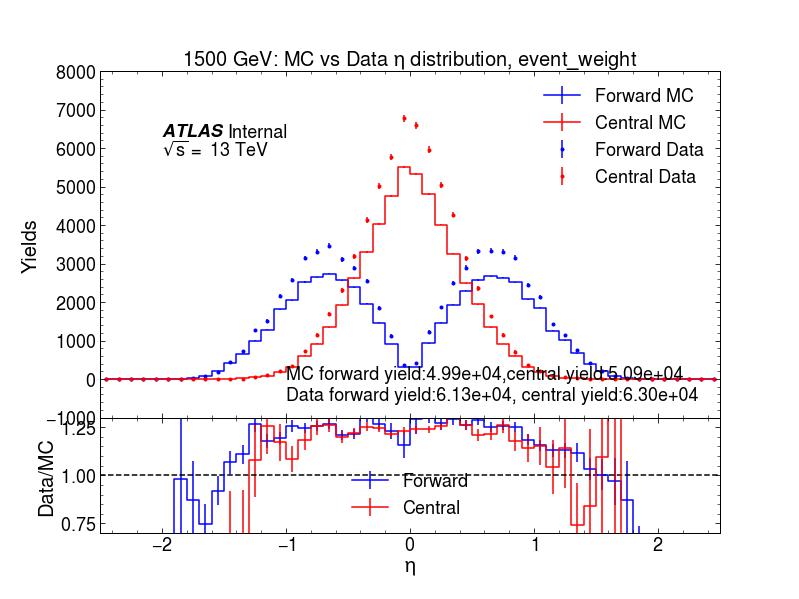 1500 GeV: MC vs Data η distribution, event_weight
8000
7000
6000
5000
4000
3000
2000
1000
0
−1000
Yields
ATLAS Internal
√s = 13 TeV
Forward MC
Central MC
Forward Data
Central Data
MC forward yield:4.99e+04,central yield:5.09e+04
Data forward yield:6.13e+04, central yield:6.30e+04
1.25
1.00
0.75
Data/MC
Forward
Central
−2 −1 0 1 2
η